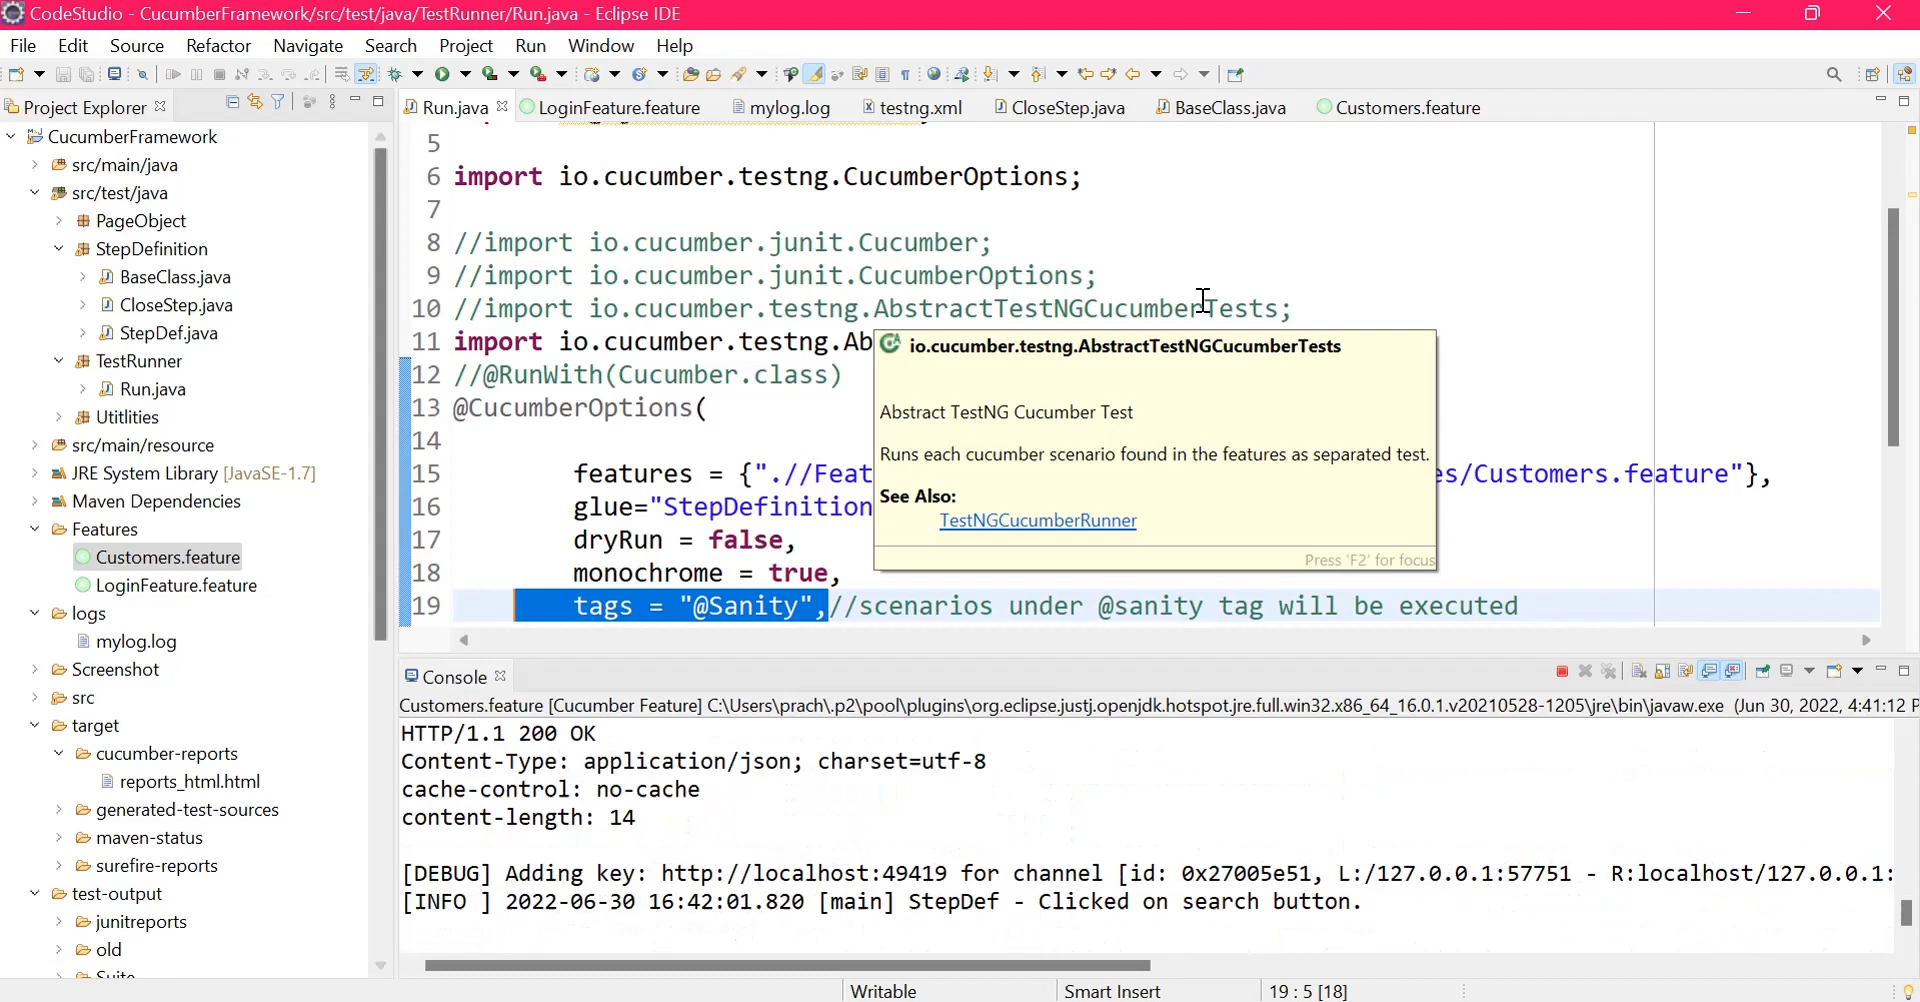 CodeStudio - CucumberFramework/src/test/java/TestRunner/Run.java - Eclipse IDE
File Edit Source Refactor Navigate Search Project Run Window Help
Project Explorer
Run.java LoginFeature.feature mylog.log testng.xml CloseStep.java BaseClass.java Customers.feature
CucumberFramework
src/main/java
src/test/java
PageObject
StepDefinition
BaseClass.java
CloseStep.java
StepDef.java
TestRunner
Run.java
Utitlities
src/main/resource
JRE System Library [JavaSE-1.7]
Maven Dependencies
Features
Customers.feature
LoginFeature.feature
logs
mylog.log
Screenshot
src
target
cucumber-reports
reports_html.html
generated-test-sources
maven-status
surefire-reports
test-output
junitreports
old
Suite
5
6 import io.cucumber.testng.CucumberOptions;
7
8 //import io.cucumber.junit.Cucumber;
9 //import io.cucumber.junit.CucumberOptions;
10 //import io.cucumber.testng.AbstractTestNGCucumberTests;
11 import io.cucumber.testng.Ab
12 //@RunWith(Cucumber.class)
13 @CucumberOptions(
14
15 features = {".//Feat es/Customers.feature"},
16 glue="StepDefinition
17 dryRun = false,
18 monochrome = true,
19 tags = "@Sanity",//scenarios under @sanity tag will be executed
io.cucumber.testng.AbstractTestNGCucumberTests
Abstract TestNG Cucumber Test
Runs each cucumber scenario found in the features as separated test.
See Also:
TestNGCucumberRunner
Press 'F2' for focus
Console
Customers.feature [Cucumber Feature] C:\Users\prach\.p2\pool\plugins\org.eclipse.justj.openjdk.hotspot.jre.full.win32.x86_64_16.0.1.v20210528-1205\jre\bin\javaw.exe (Jun 30, 2022, 4:41:12 P
HTTP/1.1 200 OK
Content-Type: application/json; charset=utf-8
cache-control: no-cache
content-length: 14
[DEBUG] Adding key: http://localhost:49419 for channel [id: 0x27005e51, L:/127.0.0.1:57751 - R:localhost/127.0.0.1:
[INFO ] 2022-06-30 16:42:01.820 [main] StepDef - Clicked on search button.
Writable Smart Insert 19 : 5 [18]